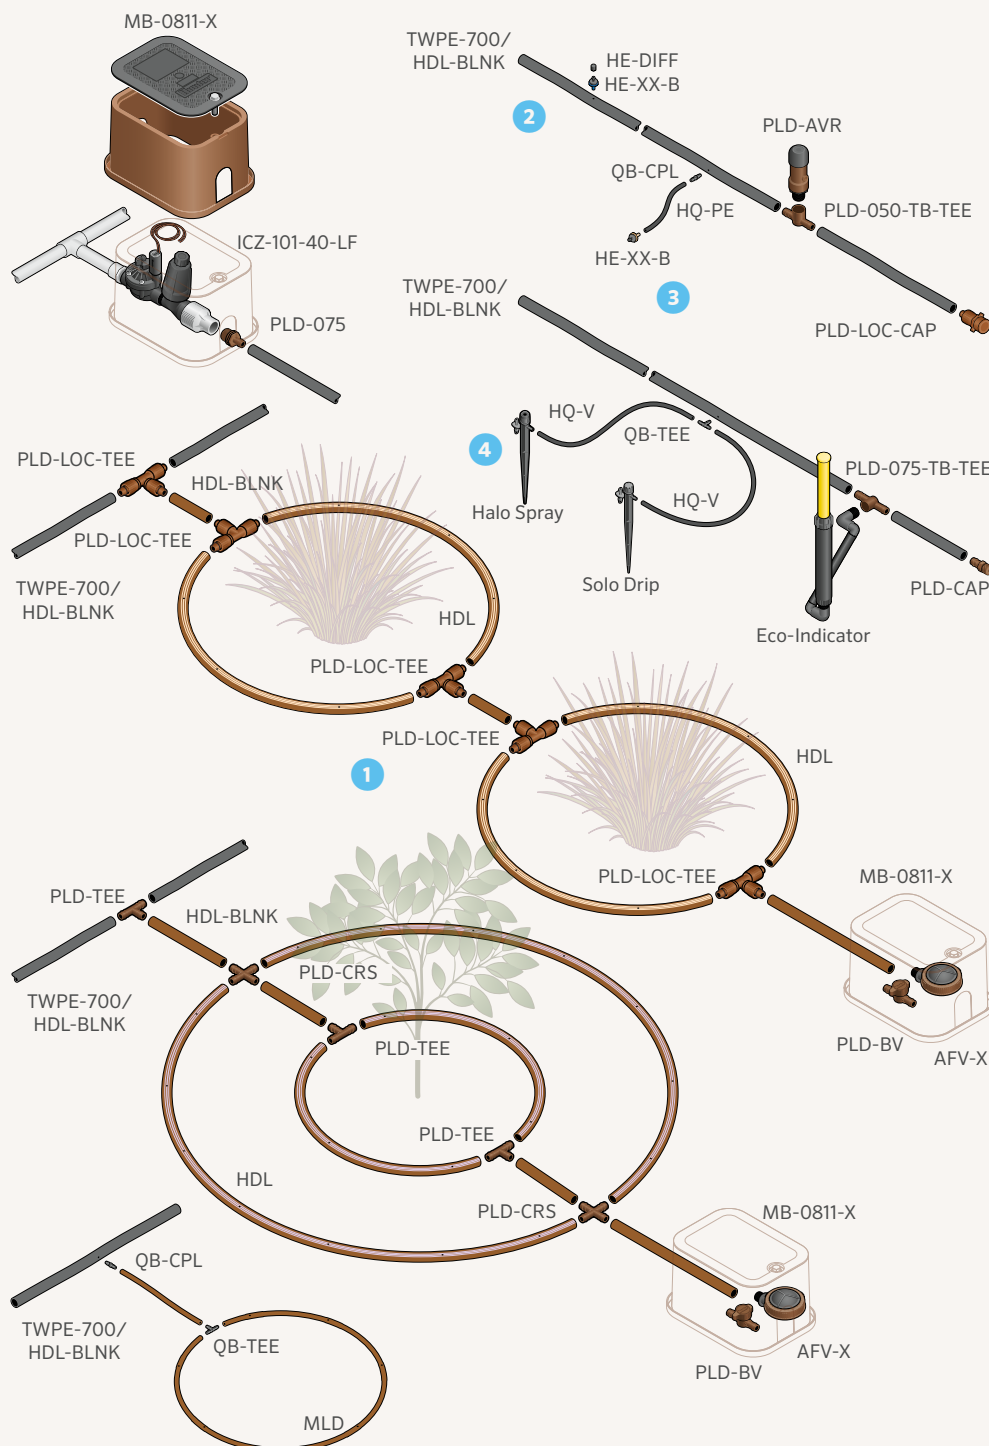 MB-0811-X
TWPE-700/
HDL-BLNK
HE-DIFF
HE-XX-B
2
PLD-AVR
QB-CPL
HQ-PE
PLD-050-TB-TEE
HE-XX-B
ICZ-101-40-LF
TWPE-700/
HDL-BLNK
3
PLD-075
PLD-LOC-CAP
HQ-V
QB-TEE
4
PLD-LOC-TEE
HDL-BLNK
PLD-075-TB-TEE
HQ-V
Halo Spray
PLD-LOC-TEE
Solo Drip
TWPE-700/
HDL-BLNK
PLD-CAP
HDL
Eco-Indicator
PLD-LOC-TEE
PLD-LOC-TEE
HDL
1
PLD-LOC-TEE
MB-0811-X
PLD-TEE
HDL-BLNK
PLD-CRS
TWPE-700/
HDL-BLNK
PLD-TEE
PLD-BV
AFV-X
PLD-TEE
HDL
PLD-CRS
MB-0811-X
QB-CPL
TWPE-700/
HDL-BLNK
QB-TEE
AFV-X
PLD-BV
MLD